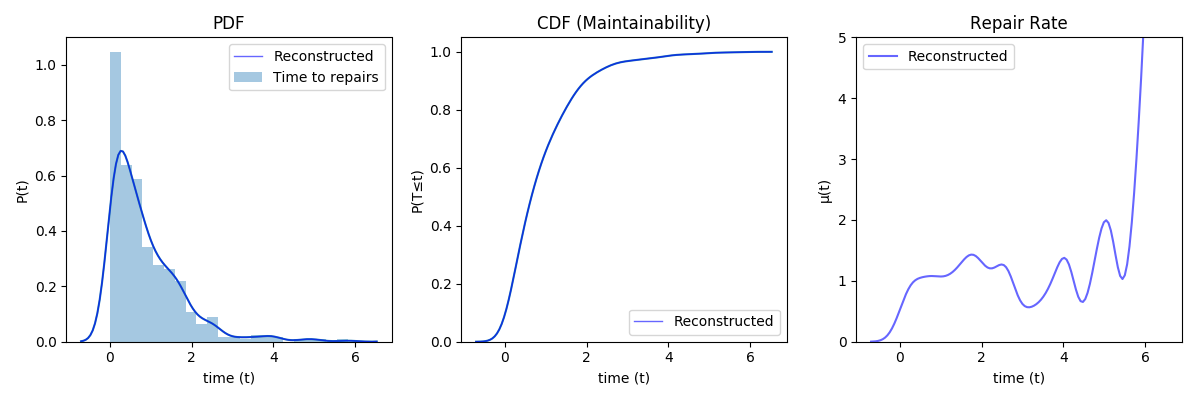 PDF
P(t)
1.0
0.8
0.6
0.4
0.2
0.0
Reconstructed
Time to repairs
0 2 4 6
time (t)
CDF (Maintainability)
P(T≤t)
1.0
0.8
0.6
0.4
0.2
0.0
Reconstructed
0 2 4 6
time (t)
Repair Rate
μ(t)
5
4
3
2
1
0
Reconstructed
0 2 4 6
time (t)